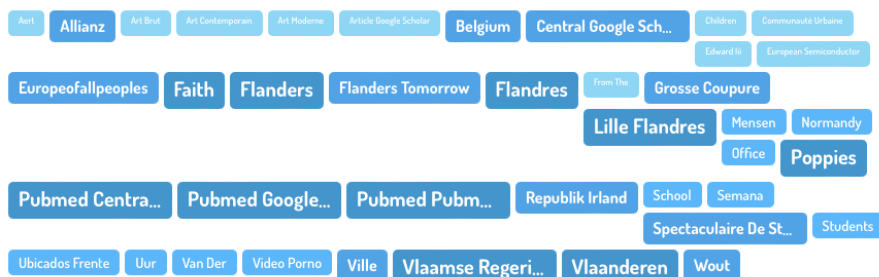 Aert Allianz Art Brut Art Contemporain Art Moderne Article Google Scholar Belgium Central Google Sch... Children Communauté Urbaine
Edward Iii European Semiconductor
Europeofallpeoples Faith Flanders Flanders Tomorrow Flandres From The Grosse Coupure
Lille Flandres Mensen Normandy
Office Poppies
Pubmed Centra... Pubmed Google... Pubmed Pubm... Republik Irland School Semana
Spectaculaire De St... Students
Ubicados Frente Uur Van Der Video Porno Ville Vlaamse Regeri... Vlaanderen Wout